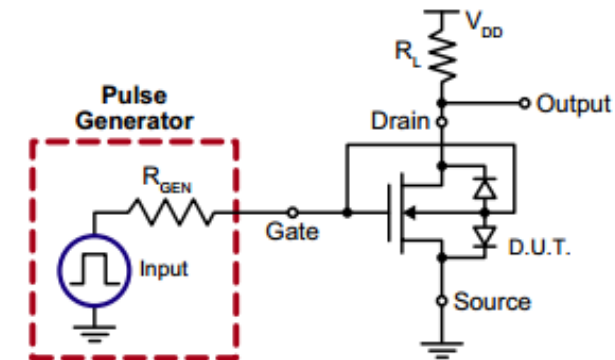 V_DD
R_L
Output
Pulse
Generator
Drain
R_GEN
Gate
D.U.T.
Input
Source